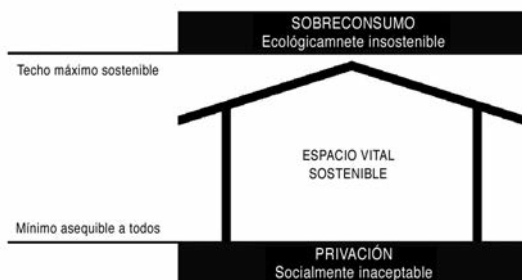 SOBRECONSUMO
Ecológicamnete insostenible
Techo máximo sostenible
ESPACIO VITAL
SOSTENIBLE
Mínimo asequible a todos
PRIVACIÓN
Socialmente inaceptable